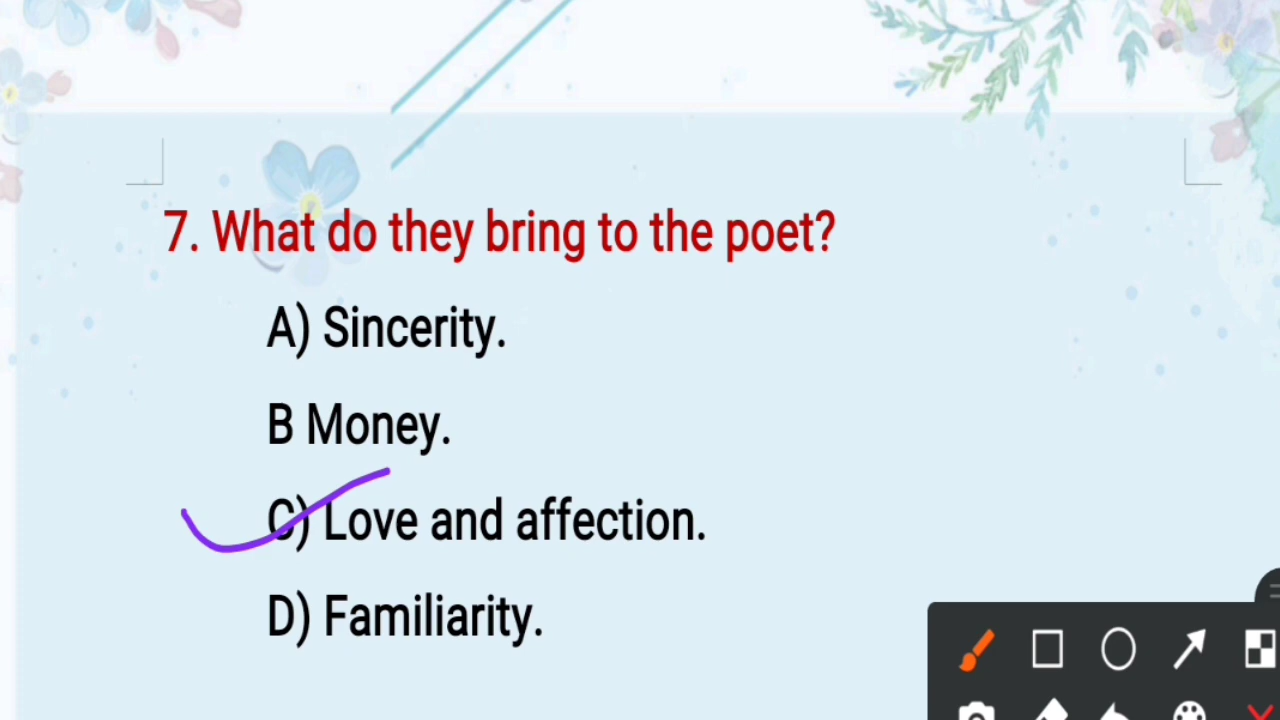 7. What do they bring to the poet?
A) Sincerity.
B Money.
C) Love and affection.
D) Familiarity.